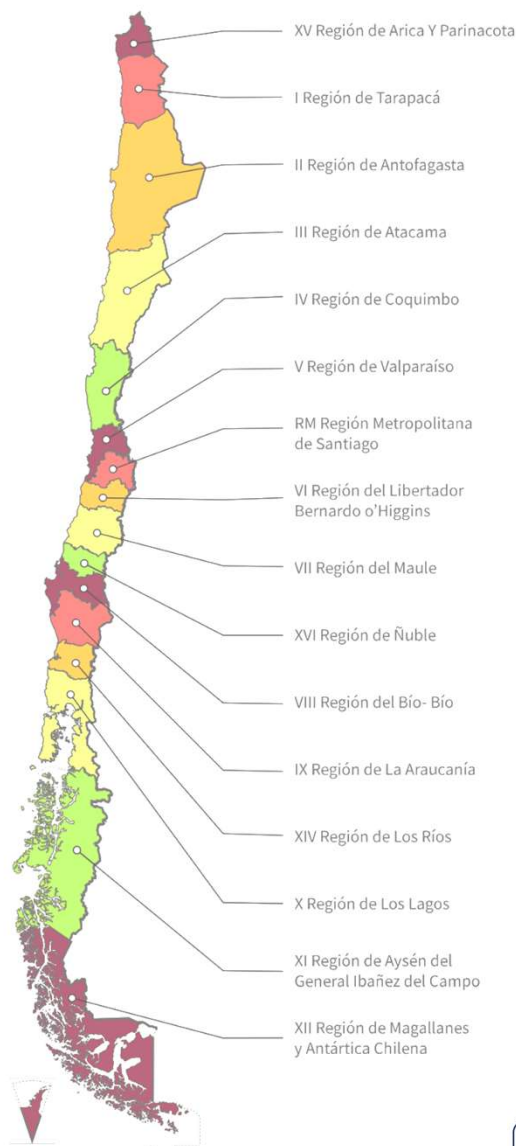 XV Región de Arica Y Parinacota
I Región de Tarapacá
II Región de Antofagasta
III Región de Atacama
IV Región de Coquimbo
V Región de Valparaíso
RM Región Metropolitana
de Santiago
VI Región del Libertador
Bernardo o'Higgins
VII Región del Maule
XVI Región de Ñuble
VIII Región del Bío- Bío
IX Región de La Araucanía
XIV Región de Los Ríos
X Región de Los Lagos
XI Región de Aysén del
General Ibañez del Campo
XII Región de Magallanes
y Antártica Chilena